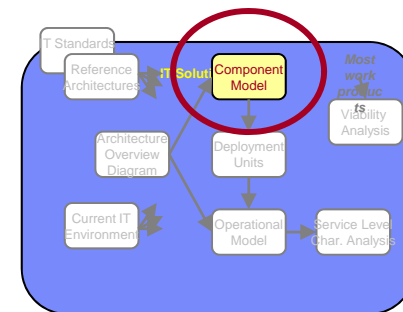 T Standards
Reference
Architectures
IT Soluti
Component
Model
Most
work
produc
ts
Viability
Analysis
Architecture
Overview
Diagram
Deployment
Units
Current IT
Environment
Operational
Model
Service Level
Char. Analysis